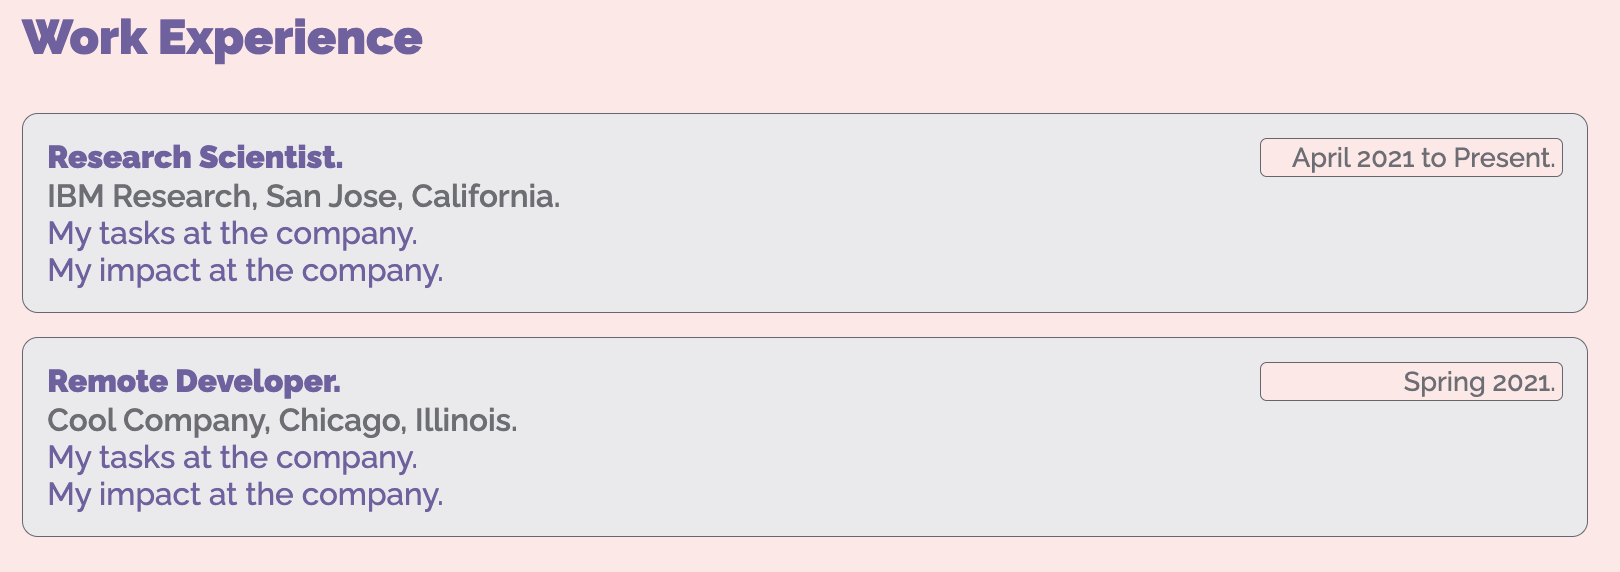 Work Experience
Research Scientist.
April 2021 to Present.
IBM Research, San Jose, California.
My tasks at the company.
My impact at the company.
Remote Developer.
Spring 2021.
Cool Company, Chicago, Illinois.
My tasks at the company.
My impact at the company.